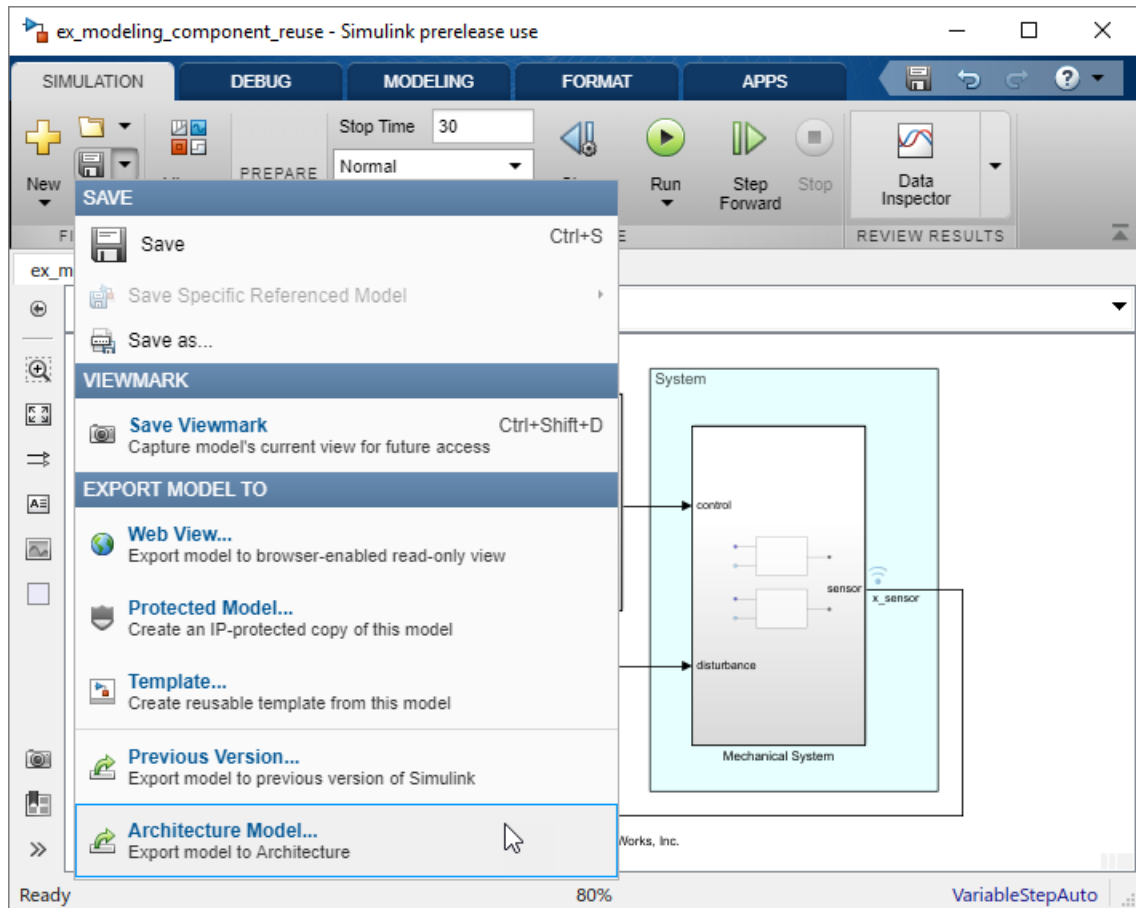 ex_modeling_component_reuse - Simulink prerelease use
SIMULATION DEBUG MODELING FORMAT APPS
Stop Time 30
Normal
New
PREPARE
Run
Step
Forward
Stop
Data
Inspector
REVIEW RESULTS
SAVE
Save Ctrl+S
Save Specific Referenced Model
Save as...
VIEWMARK
Save Viewmark Ctrl+Shift+D
Capture model's current view for future access
EXPORT MODEL TO
Web View...
Export model to browser-enabled read-only view
Protected Model...
Create an IP-protected copy of this model
Template...
Create reusable template from this model
Previous Version...
Export model to previous version of Simulink
Architecture Model...
Export model to Architecture
System
control
sensor
x_sensor
disturbance
Mechanical System
Works, Inc.
Ready 80% VariableStepAuto